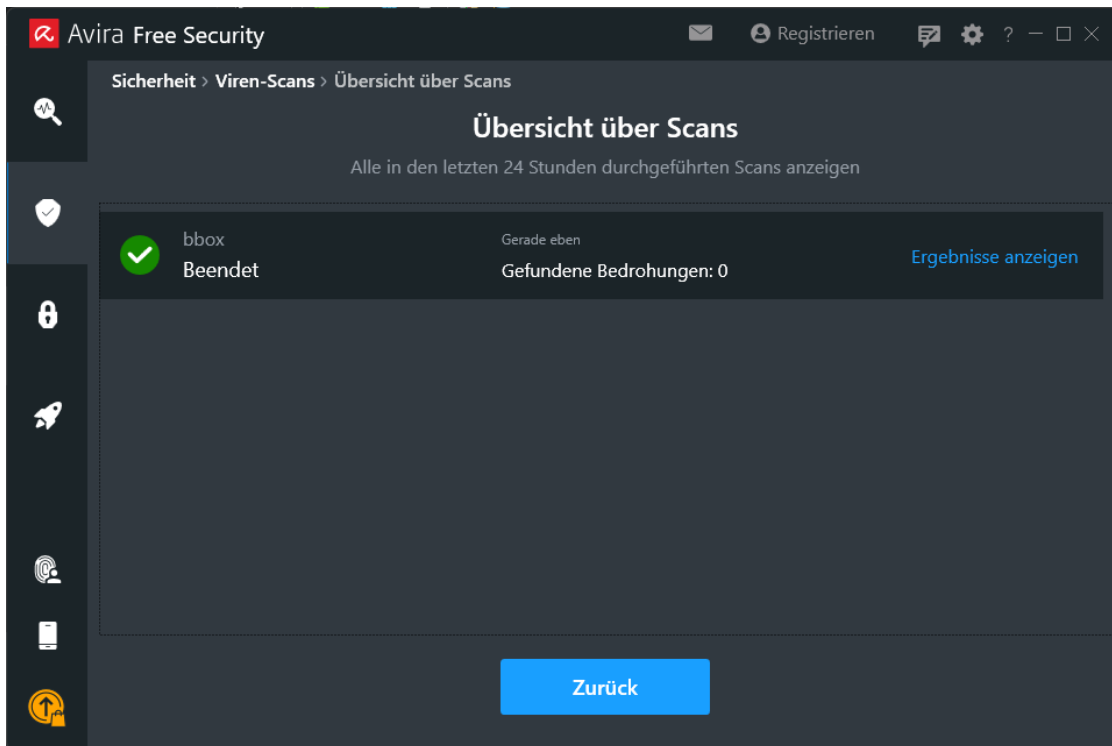 Avira Free Security
Registrieren
?
Sicherheit > Viren-Scans > Übersicht über Scans
Übersicht über Scans
Alle in den letzten 24 Stunden durchgeführten Scans anzeigen
bbox
Gerade eben
Beendet
Gefundene Bedrohungen: 0
Ergebnisse anzeigen
Zurück